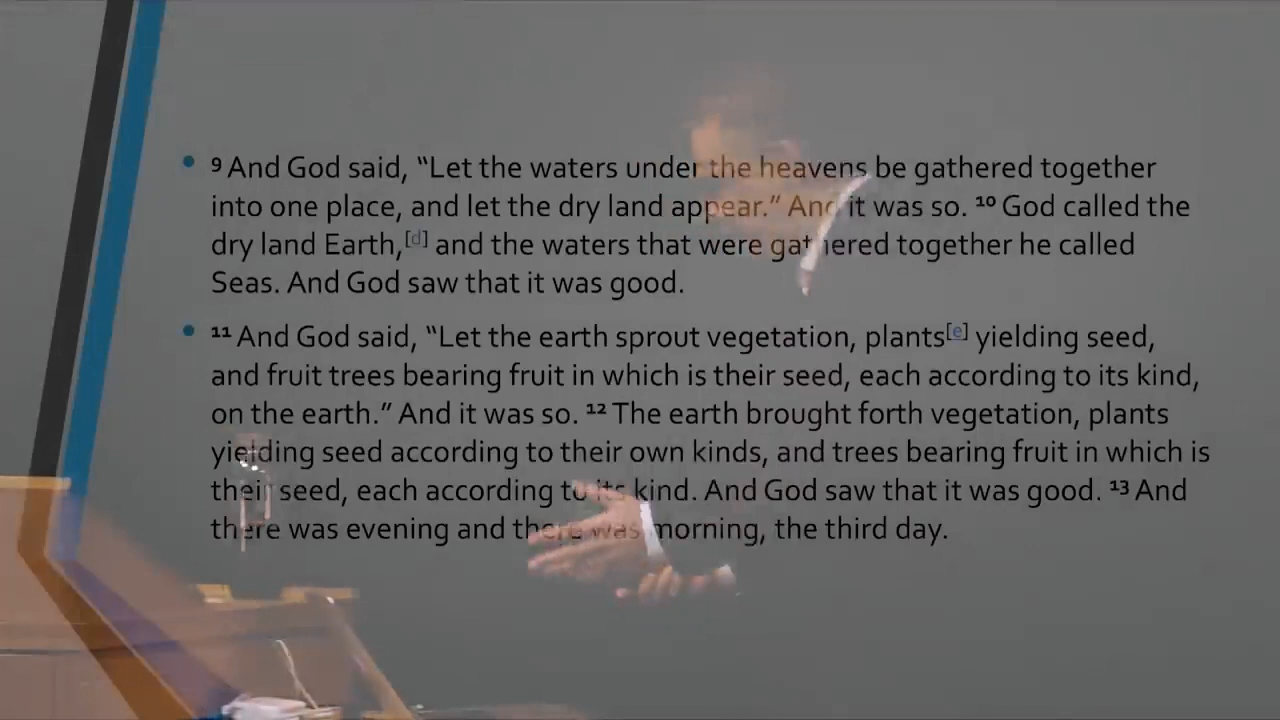 • ⁹ And God said, “Let the waters under the heavens be gathered together
into one place, and let the dry land appear.” And it was so. ¹⁰ God called the
dry land Earth,[d] and the waters that were gathered together he called
Seas. And God saw that it was good.
• ¹¹ And God said, “Let the earth sprout vegetation, plants[e] yielding seed,
and fruit trees bearing fruit in which is their seed, each according to its kind,
on the earth.” And it was so. ¹² The earth brought forth vegetation, plants
yielding seed according to their own kinds, and trees bearing fruit in which is
their seed, each according to its kind. And God saw that it was good. ¹³ And
there was evening and there was morning, the third day.